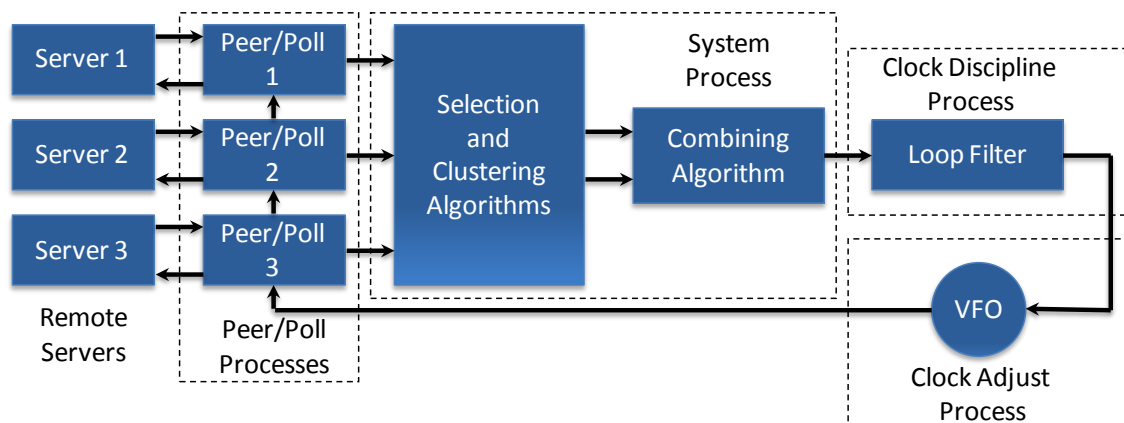 Server 1
Server 2
Server 3
Remote
Servers
Peer/Poll
1
Peer/Poll
2
Peer/Poll
3
Peer/Poll
Processes
Selection
and
Clustering
Algorithms
System
Process
Combining
Algorithm
Clock Discipline
Process
Loop Filter
VFO
Clock Adjust
Process